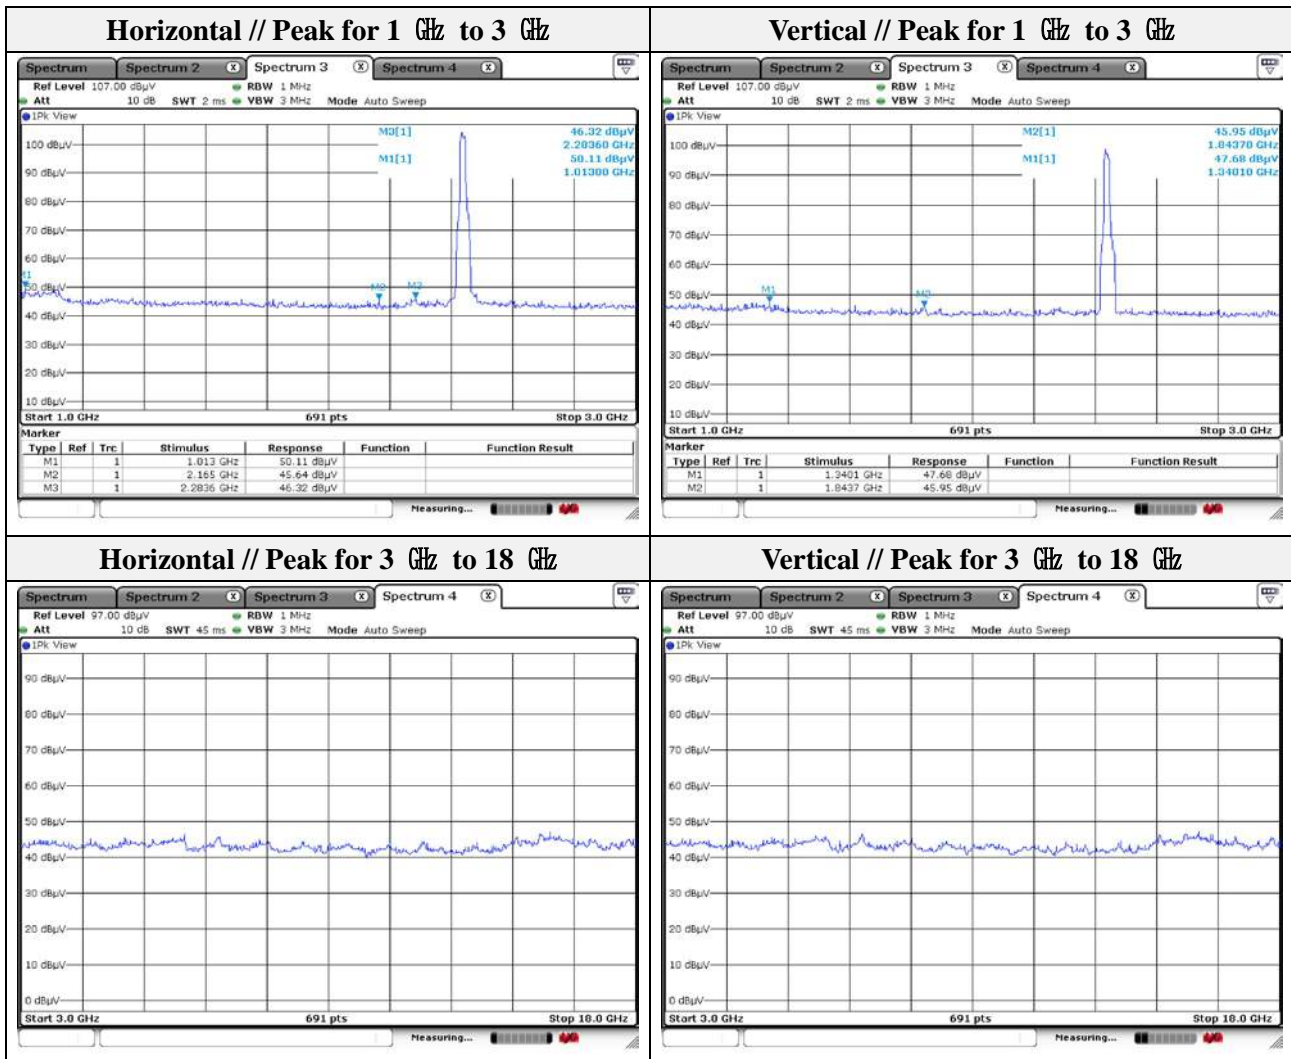 Horizontal // Peak for 1 ㎓ to 3 ㎓
Spectrum Spectrum 2 Spectrum 3 Spectrum 4
Ref Level 107.00 dBµV RBW 1 MHz
Att 10 dB SWT 2 ms VBW 3 MHz Mode Auto Sweep
1Pk View
M3[1] 46.32 dBµV
2.28360 GHz
M1[1] 50.11 dBµV
1.01300 GHz
100 dBµV
90 dBµV
80 dBµV
70 dBµV
60 dBµV
M1
50 dBµV
M2 M3
40 dBµV
30 dBµV
20 dBµV
10 dBµV
Start 1.0 GHz 691 pts Stop 3.0 GHz
Marker
Type Ref Trc Stimulus Response Function Function Result
M1 1 1.013 GHz 50.11 dBµV
M2 1 2.165 GHz 45.64 dBµV
M3 1 2.2836 GHz 46.32 dBµV
Measuring...
Vertical // Peak for 1 ㎓ to 3 ㎓
Spectrum Spectrum 2 Spectrum 3 Spectrum 4
Ref Level 107.00 dBµV RBW 1 MHz
Att 10 dB SWT 2 ms VBW 3 MHz Mode Auto Sweep
1Pk View
M2[1] 45.95 dBµV
1.84370 GHz
M1[1] 47.68 dBµV
1.34010 GHz
100 dBµV
90 dBµV
80 dBµV
70 dBµV
60 dBµV
50 dBµV
M1 M2
40 dBµV
30 dBµV
20 dBµV
10 dBµV
Start 1.0 GHz 691 pts Stop 3.0 GHz
Marker
Type Ref Trc Stimulus Response Function Function Result
M1 1 1.3401 GHz 47.68 dBµV
M2 1 1.8437 GHz 45.95 dBµV
Measuring...
Horizontal // Peak for 3 ㎓ to 18 ㎓
Spectrum Spectrum 2 Spectrum 3 Spectrum 4
Ref Level 97.00 dBµV RBW 1 MHz
Att 10 dB SWT 45 ms VBW 3 MHz Mode Auto Sweep
1Pk View
90 dBµV
80 dBµV
70 dBµV
60 dBµV
50 dBµV
40 dBµV
30 dBµV
20 dBµV
10 dBµV
0 dBµV
Start 3.0 GHz 691 pts Stop 18.0 GHz
Measuring...
Vertical // Peak for 3 ㎓ to 18 ㎓
Spectrum Spectrum 2 Spectrum 3 Spectrum 4
Ref Level 97.00 dBµV RBW 1 MHz
Att 10 dB SWT 45 ms VBW 3 MHz Mode Auto Sweep
1Pk View
90 dBµV
80 dBµV
70 dBµV
60 dBµV
50 dBµV
40 dBµV
30 dBµV
20 dBµV
10 dBµV
0 dBµV
Start 3.0 GHz 691 pts Stop 18.0 GHz
Measuring...